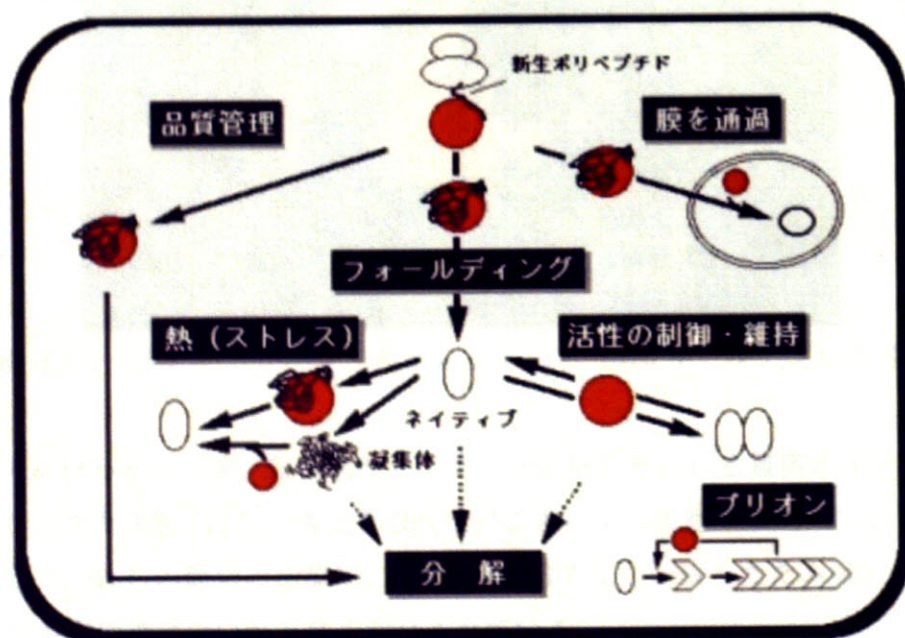 新生ポリペプチド
品質管理
膜を通過
フォールディング
熱（ストレス）
活性の制御・維持
ネイティブ
凝集体
プリオン
分 解